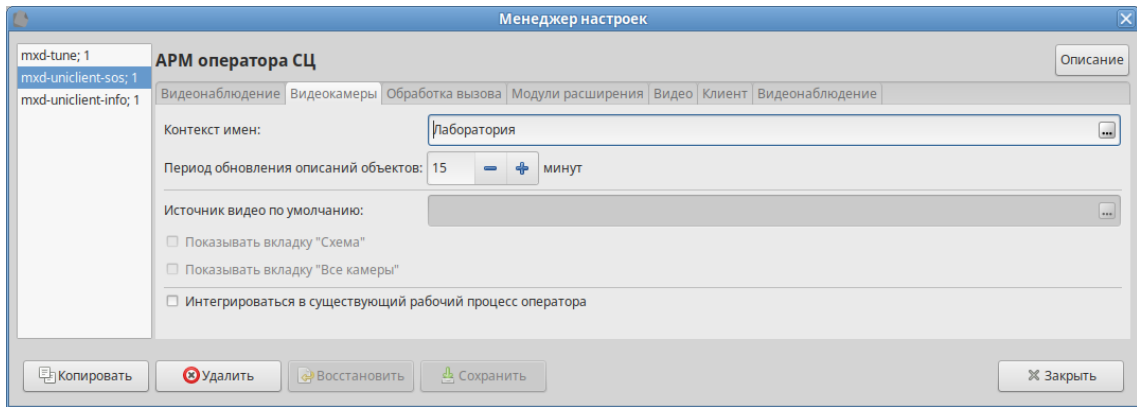 Менеджер настроек
mxd-tune; 1
mxd-uniclient-sos; 1
mxd-uniclient-info; 1
АРМ оператора СЦ
Описание
Видеонаблюдение Видеокамеры Обработка вызова Модули расширения Видео Клиент Видеонаблюдение
Контекст имен: Лаборатория ...
Период обновления описаний объектов: 15 минут
Источник видео по умолчанию: ...
Показывать вкладку "Схема"
Показывать вкладку "Все камеры"
Интегрироваться в существующий рабочий процесс оператора
Копировать Удалить Восстановить Сохранить Закрыть